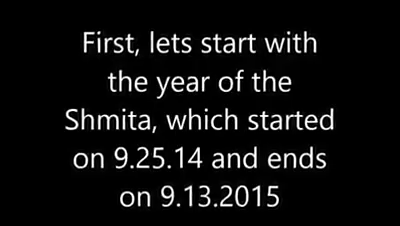 First, lets start with
the year of the
Shmita, which started
on 9.25.14 and ends
on 9.13.2015